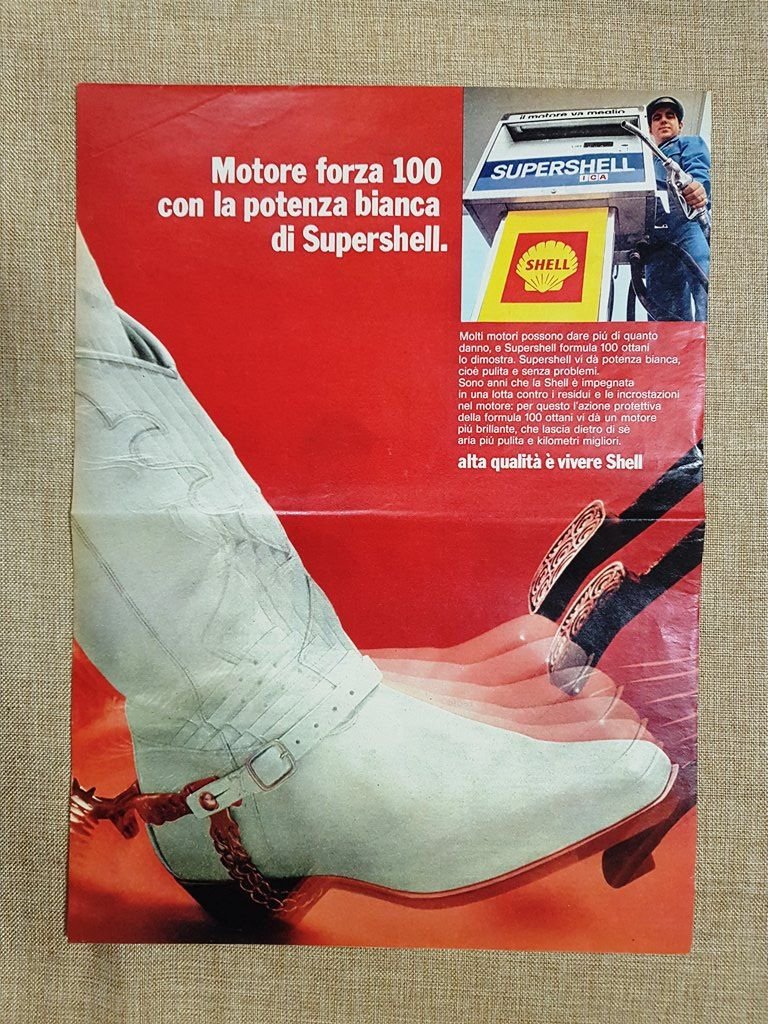 Motore forza 100
con la potenza bianca
di Supershell.
il motore va meglio
SUPERSHELL
ICA
SHELL
Molti motori possono dare piú di quanto
danno, e Supershell formula 100 ottani
lo dimostra. Supershell vi dà potenza bianca,
cioè pulita e senza problemi.
Sono anni che la Shell è impegnata
in una lotta contro i residui e le incrostazioni
nel motore: per questo l'azione protettiva
della formula 100 ottani vi dà un motore
piú brillante, che lascia dietro di sé
aria piú pulita e kilometri migliori.
alta qualità è vivere Shell